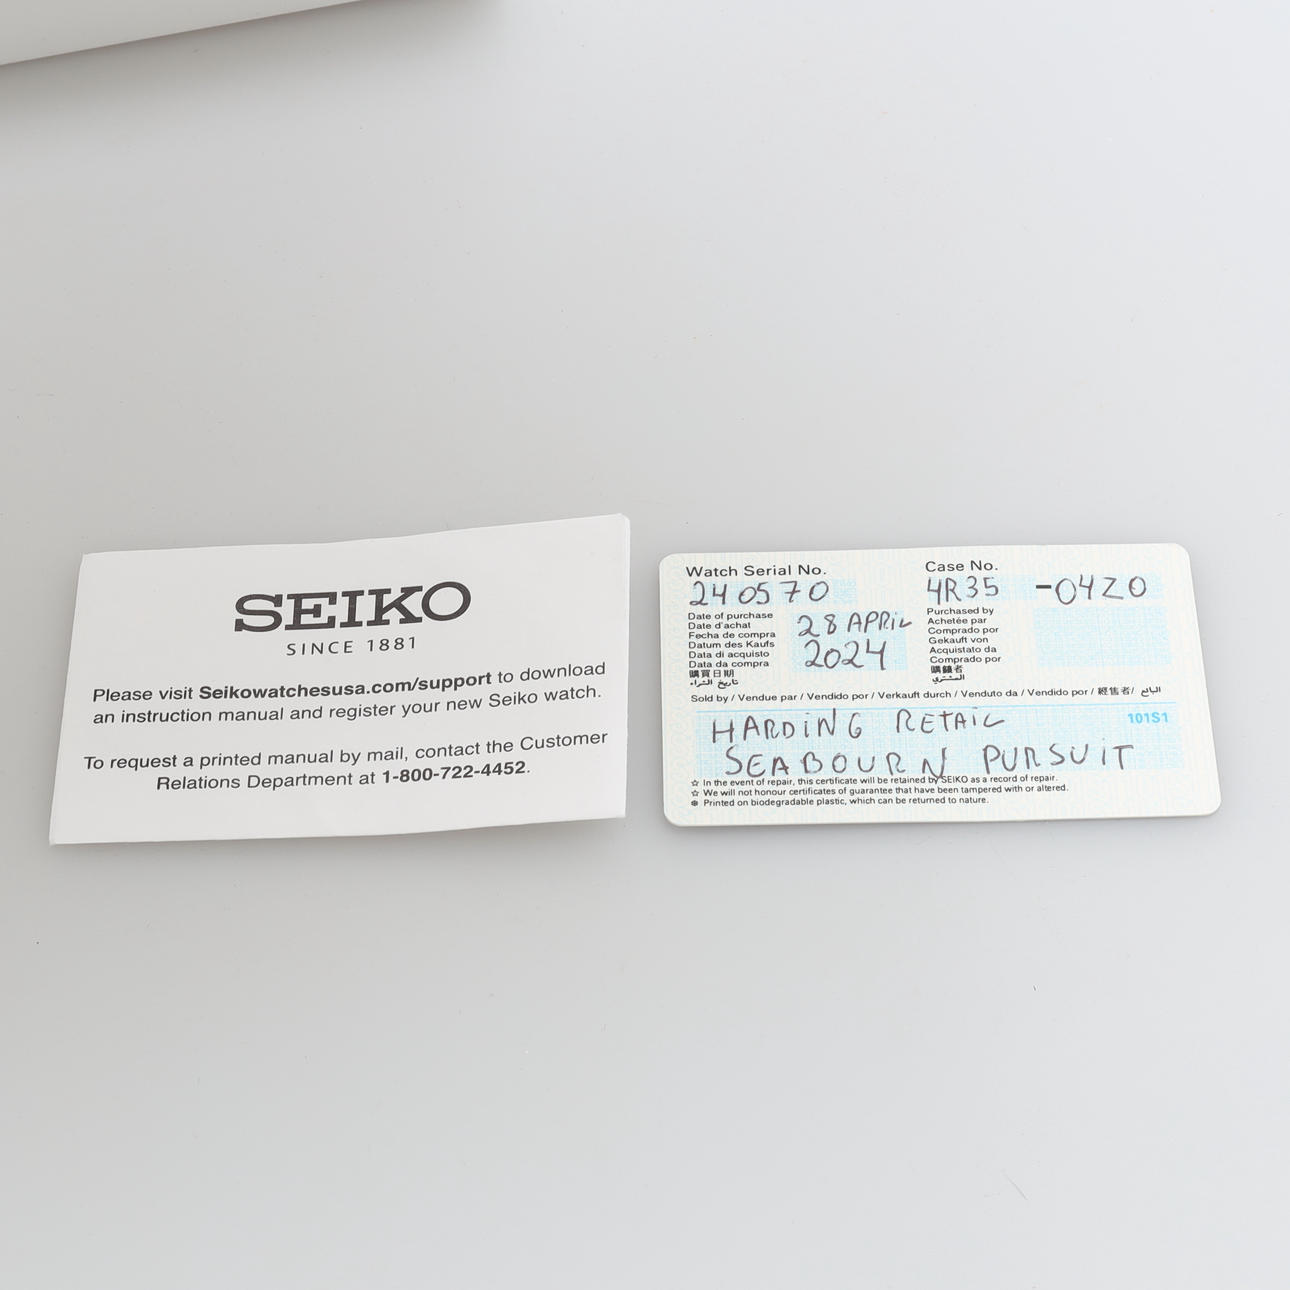 SEIKO
SINCE 1881
Please visit Seikowatchesusa.com/support to download
an instruction manual and register your new Seiko watch.
To request a printed manual by mail, contact the Customer
Relations Department at 1-800-722-4452.
Watch Serial No.
240570
Case No.
4R35 -04Z0
Date of purchase
Date d'achat
Fecha de compra
Datum des Kaufs
Data di acquisto
Data da compra
購買日期
تاريخ الشراء
28 APRIL
2024
Purchased by
Achetée par
Comprado por
Gekauft von
Acquistato da
Comprado por
購錶者
المشتري
Sold by / Vendue par / Vendido por / Verkauft durch / Venduto da / Vendido por / 經售者/ البائع
HARDING RETAIL
101S1
SEABOURN PURSUIT
☆ In the event of repair, this certificate will be retained by SEIKO as a record of repair.
☆ We will not honour certificates of guarantee that have been tampered with or altered.
❄ Printed on biodegradable plastic, which can be returned to nature.